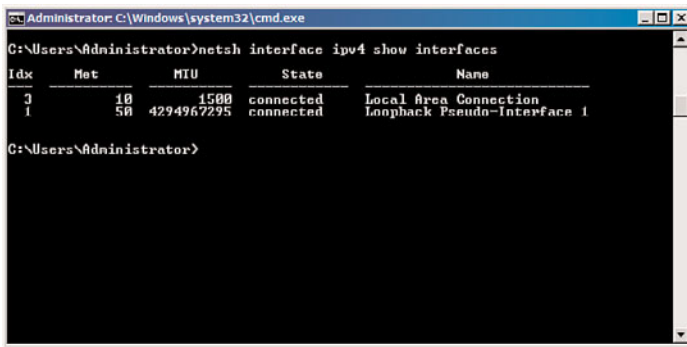 Administrator: C:\Windows\system32\cmd.exe
C:\Users\Administrator>netsh interface ipv4 show interfaces
Idx Met MTU State Name
3 10 1500 connected Local Area Connection
1 50 4294967295 connected Loopback Pseudo-Interface 1
C:\Users\Administrator>